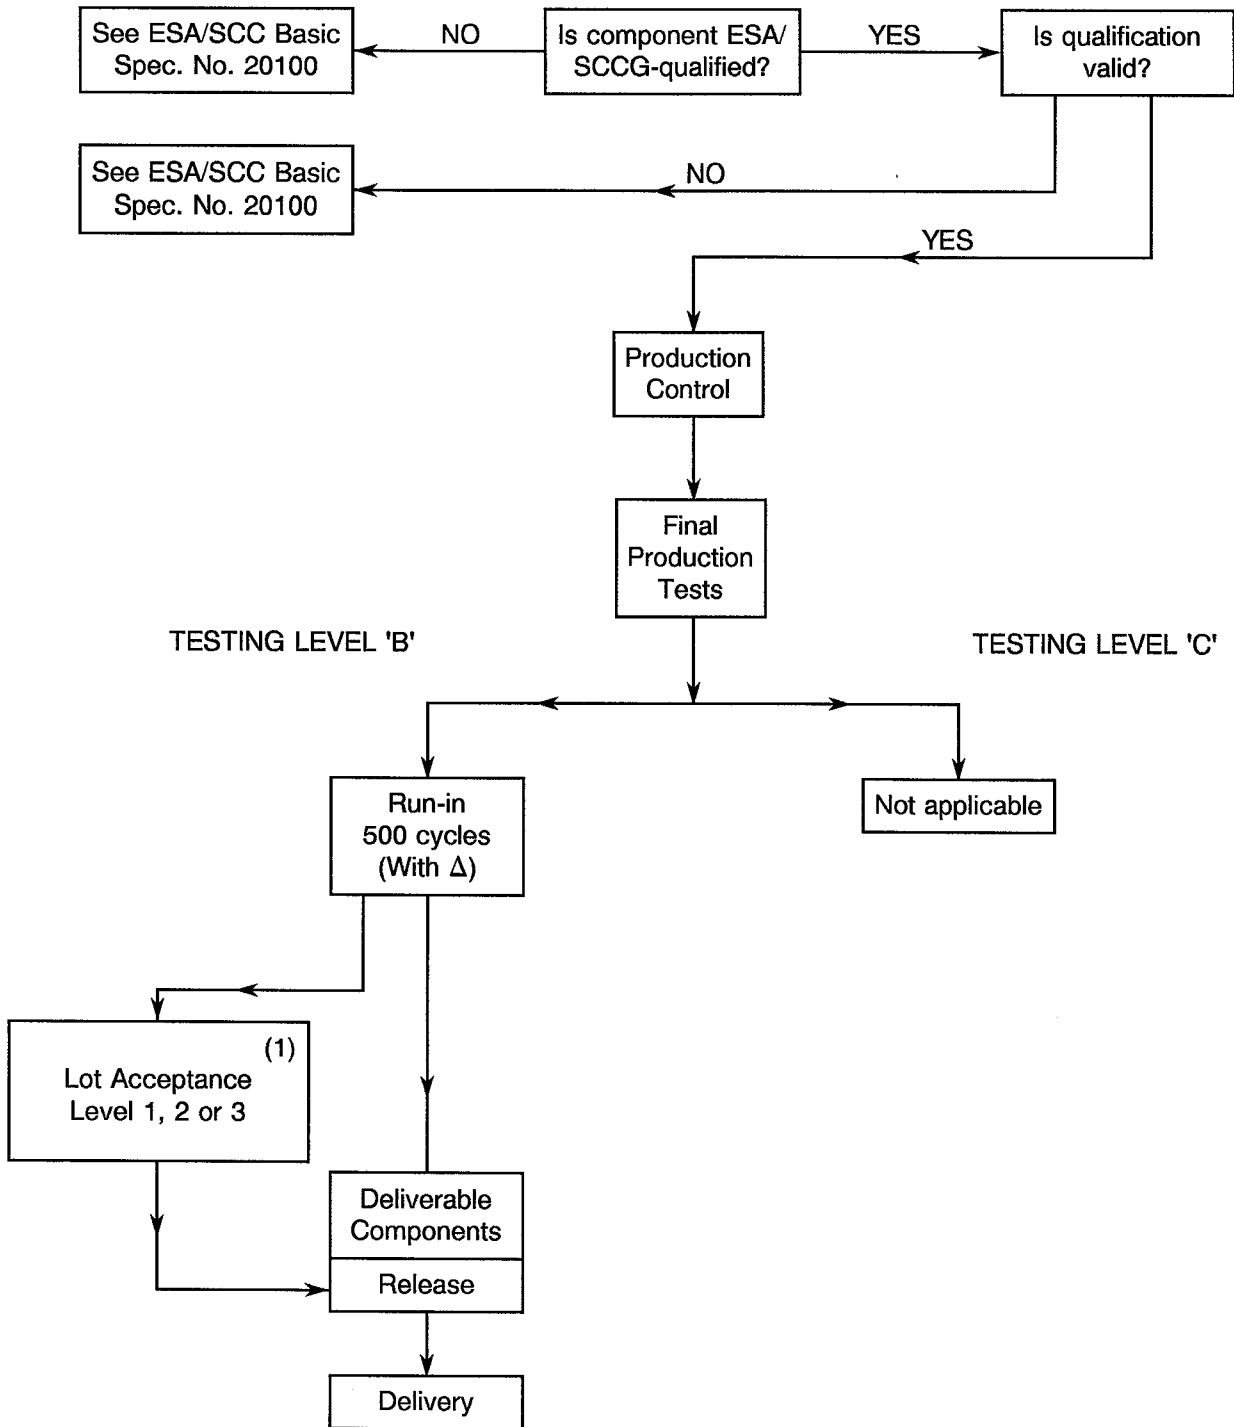 See ESA/SCC Basic
Spec. No. 20100
NO
Is component ESA/
SCCG-qualified?
YES
Is qualification
valid?
See ESA/SCC Basic
Spec. No. 20100
NO
YES
Production
Control
Final
Production
Tests
TESTING LEVEL 'B'
TESTING LEVEL 'C'
Run-in
500 cycles
(With Δ)
Not applicable
(1)
Lot Acceptance
Level 1, 2 or 3
Deliverable
Components
Release
Delivery